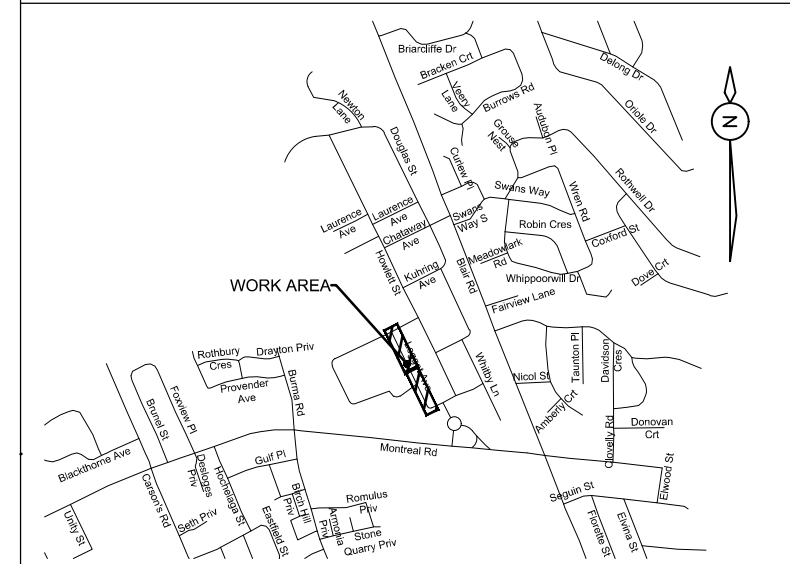 Briarcliffe Dr
Bracken Crt
Delong Dr
Veery
Lane
Burrows Rd
Newton
Lane
Oriole Dr
Audubon Pl
Grouse
Nest
N
Douglas St
Curlew Pl
Rothwell Dr
Swans Way
Wren Rd
Laurence
Ave
Laurence
Ave
Swans
Way S
Robin Cres
Chataway
Ave
Coxford St
Howlett St
Blair Rd
Meadowlark
Rd
Kuhring
Ave
Whippoorwill Dr
Dove Crt
WORK AREA
Fairview Lane
Rothbury
Cres
Drayton Priv
Taunton Pl
Davidson
Cres
Provender
Ave
Burma Rd
Whitby Ln
Nicol St
Foxview Pl
Brunel St
Amberly Crt
Clovelly Rd
Donovan
Crt
Montreal Rd
Blackthorne Ave
Gulf Pl
Carson's Rd
Desloges
Priv
Hochelaga St
Elwood St
Seguin St
Birch Hill
Priv
Romulus
Priv
Unity St
Seth Priv
Eastfield St
Armonia
Priv
Stone
Quarry Priv
Florette St
Elvina St